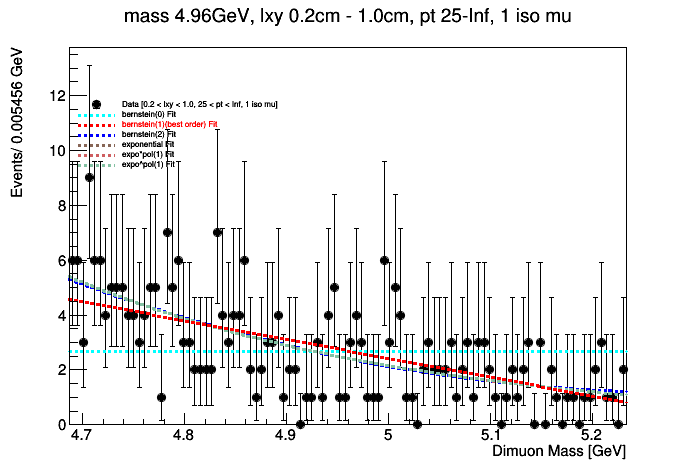 mass 4.96GeV, lxy 0.2cm - 1.0cm, pt 25-Inf, 1 iso mu
Events/ 0.005456 GeV
12
10
8
6
4
2
0
Data [0.2 < lxy < 1.0, 25 < pt < Inf, 1 iso mu]
bernstein(0) Fit
bernstein(1)(best order) Fit
bernstein(2) Fit
exponential Fit
expo*pol(1) Fit
expo^pol(1) Fit
4.7 4.8 4.9 5 5.1 5.2
Dimuon Mass [GeV]